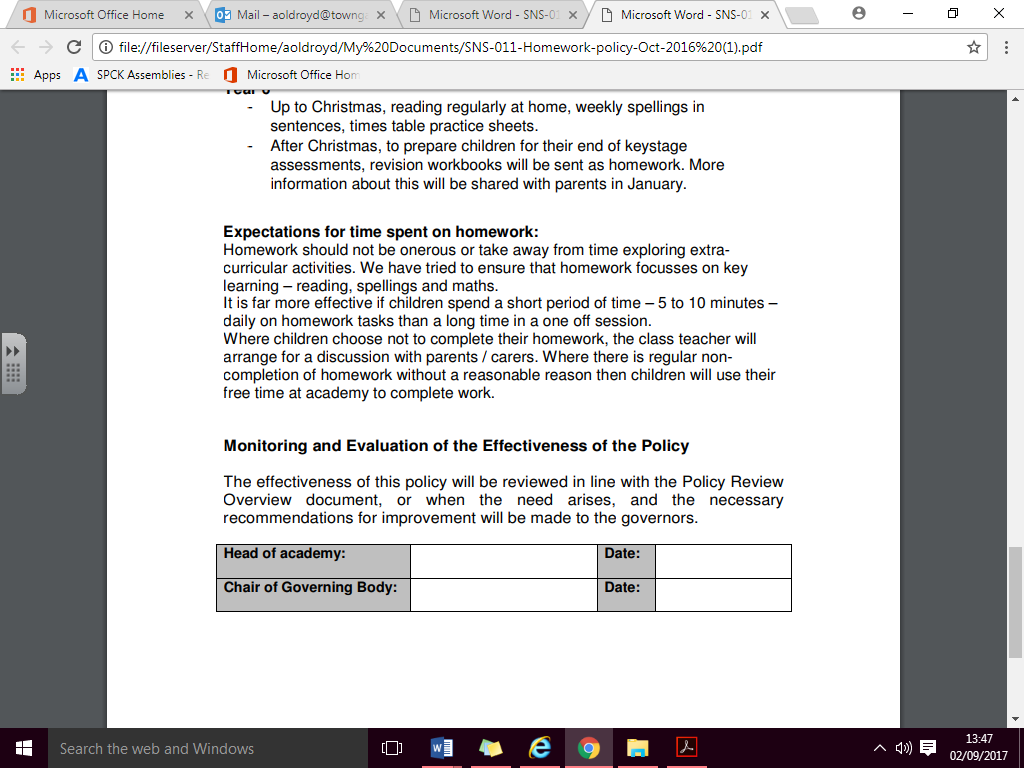 Microsoft Office Home
Mail – aoldroyd@towng
Microsoft Word - SNS-01
Microsoft Word - SNS-01
file://fileserver/StaffHome/aoldroyd/My%20Documents/SNS-011-Homework-policy-Oct-2016%20(1).pdf
Apps
SPCK Assemblies - Re
Microsoft Office Hom
- Up to Christmas, reading regularly at home, weekly spellings in
sentences, times table practice sheets.
- After Christmas, to prepare children for their end of keystage
assessments, revision workbooks will be sent as homework. More
information about this will be shared with parents in January.
Expectations for time spent on homework:
Homework should not be onerous or take away from time exploring extra-
curricular activities. We have tried to ensure that homework focusses on key
learning – reading, spellings and maths.
It is far more effective if children spend a short period of time – 5 to 10 minutes –
daily on homework tasks than a long time in a one off session.
Where children choose not to complete their homework, the class teacher will
arrange for a discussion with parents / carers. Where there is regular non-
completion of homework without a reasonable reason then children will use their
free time at academy to complete work.
Monitoring and Evaluation of the Effectiveness of the Policy
The effectiveness of this policy will be reviewed in line with the Policy Review
Overview document, or when the need arises, and the necessary
recommendations for improvement will be made to the governors.
Head of academy: Date:
Chair of Governing Body: Date:
Search the web and Windows
13:47
02/09/2017